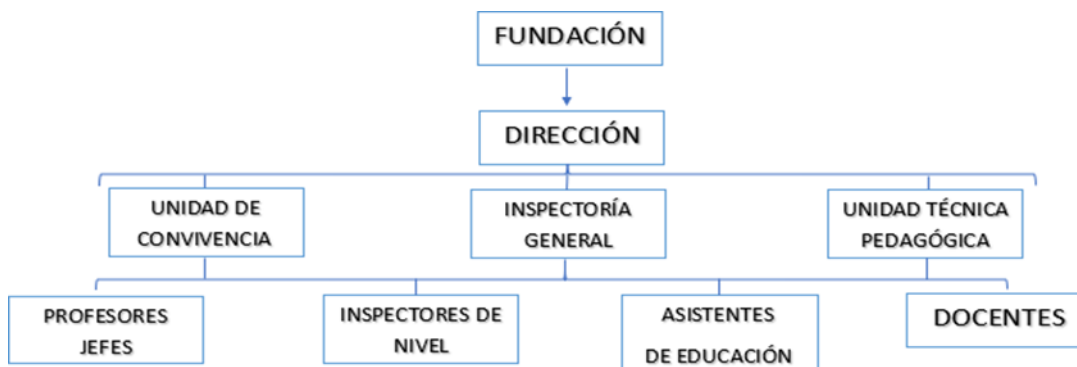 FUNDACIÓN
DIRECCIÓN
UNIDAD DE
CONVIVENCIA
INSPECTORÍA
GENERAL
UNIDAD TÉCNICA
PEDAGÓGICA
PROFESORES
JEFES
INSPECTORES DE
NIVEL
ASISTENTES
DE EDUCACIÓN
DOCENTES